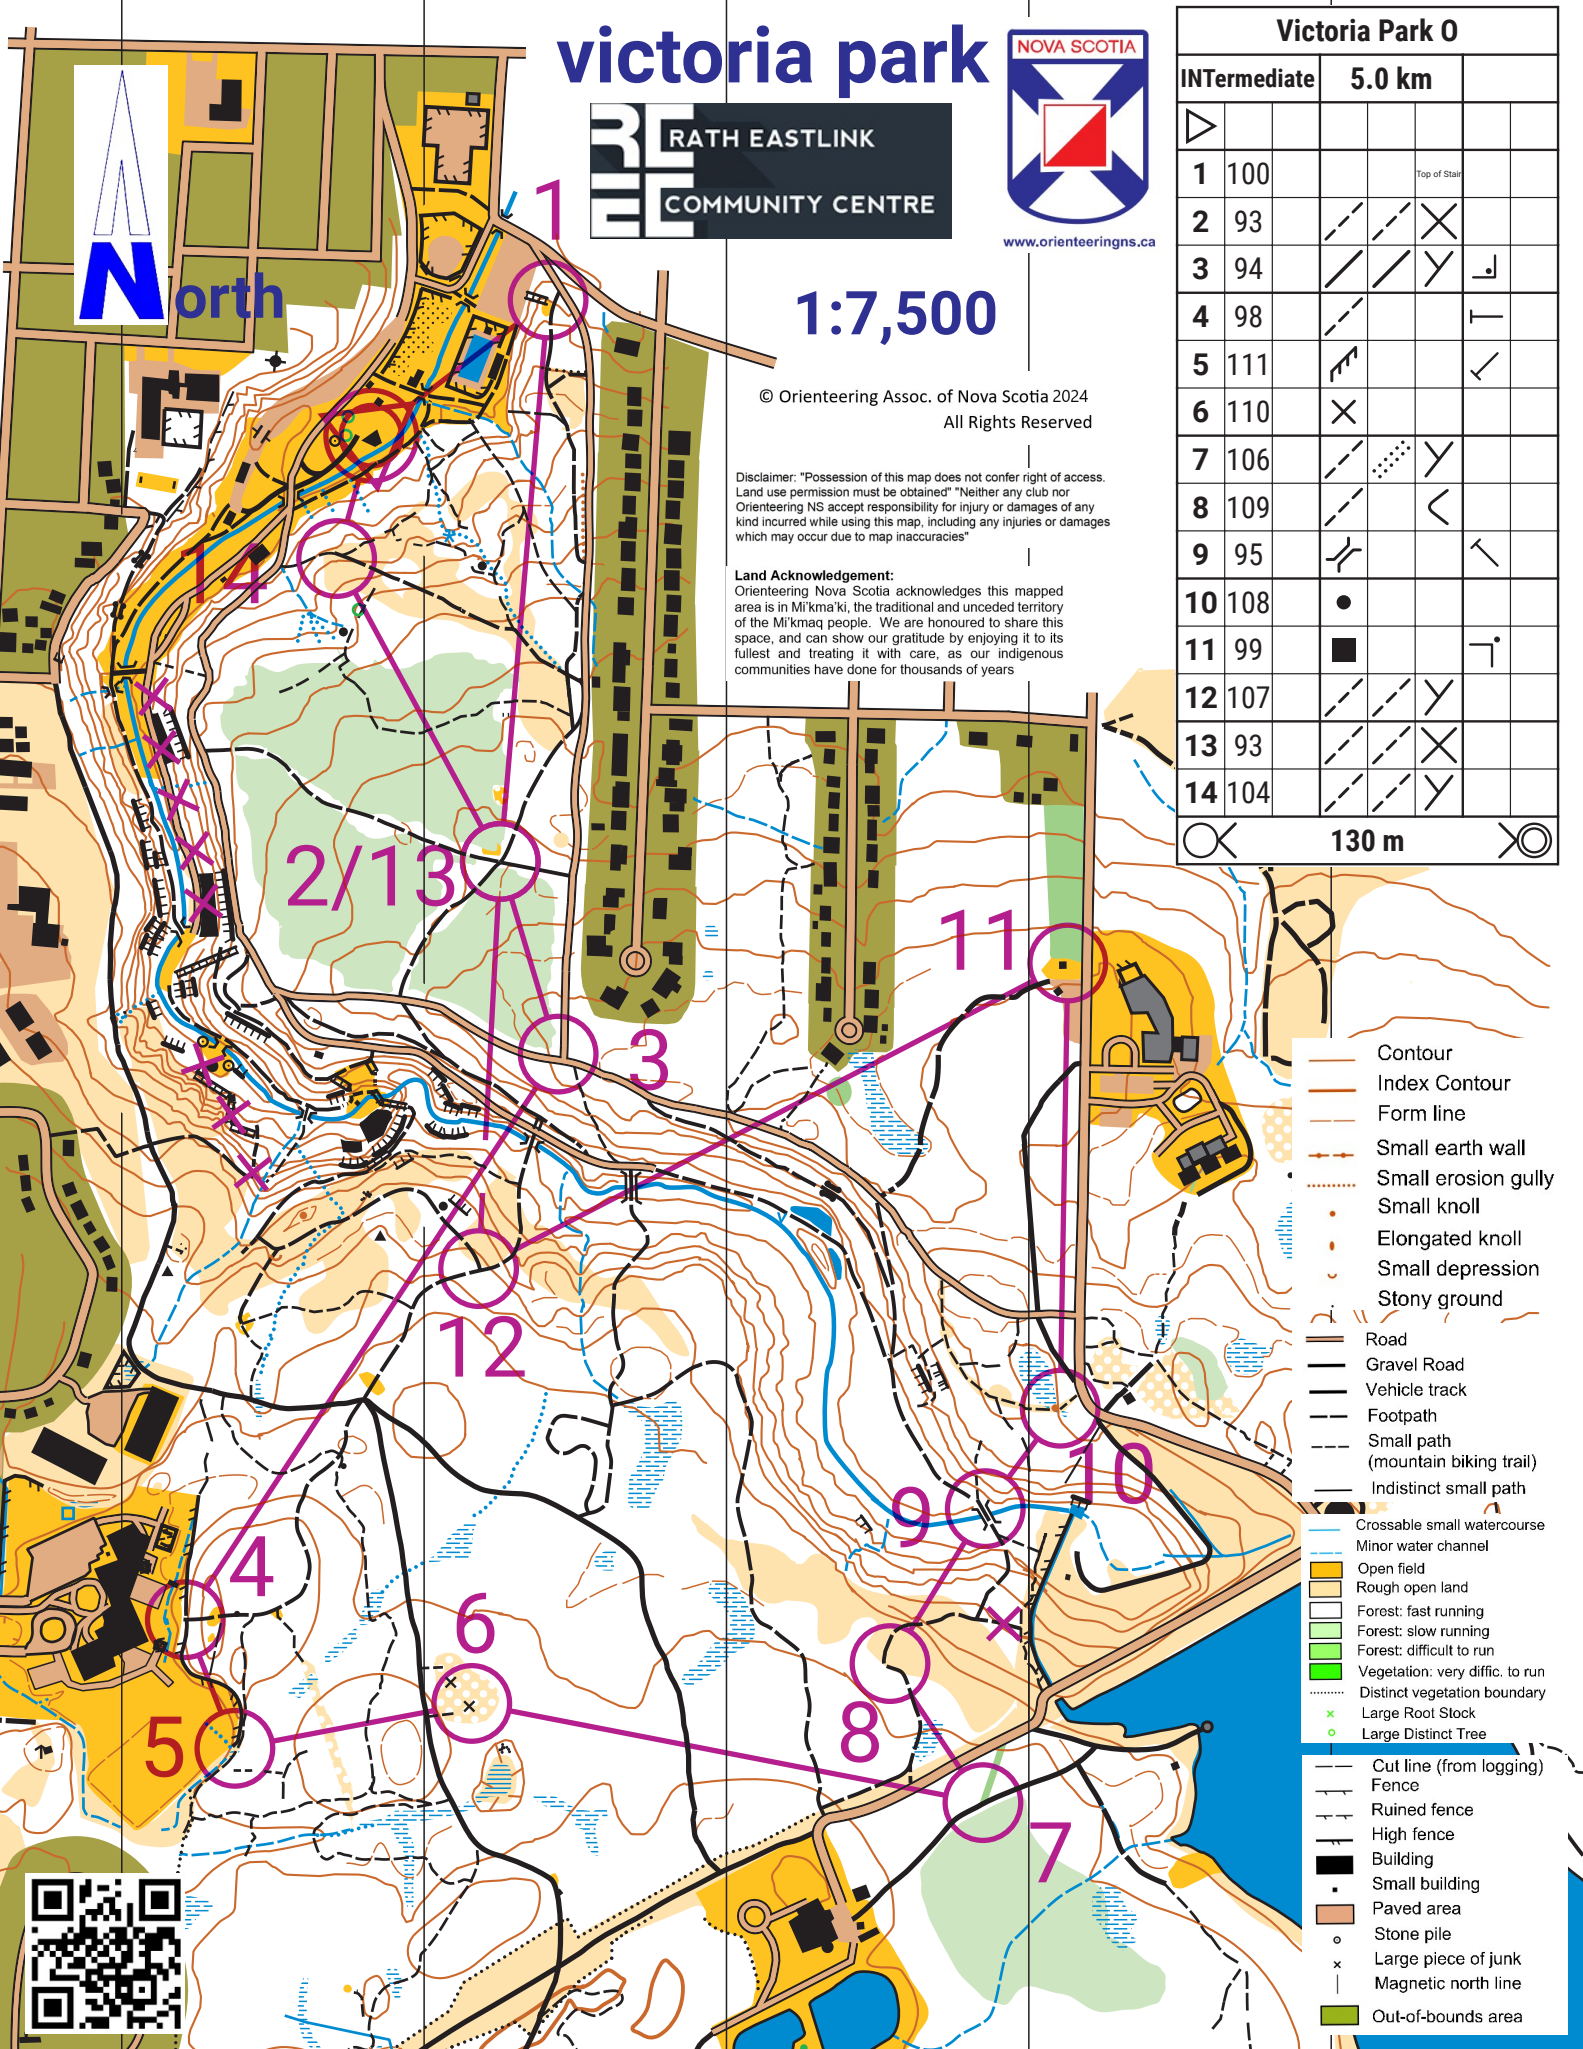 victoria park
RATH EASTLINK
COMMUNITY CENTRE
NOVA SCOTIA
www.orienteeringns.ca
North
1:7,500
© Orienteering Assoc. of Nova Scotia 2024
All Rights Reserved
Disclaimer: "Possession of this map does not confer right of access.
Land use permission must be obtained" "Neither any club nor
Orienteering NS accept responsibility for injury or damages of any
kind incurred while using this map, including any injuries or damages
which may occur due to map inaccuracies"
Land Acknowledgement:
Orienteering Nova Scotia acknowledges this mapped
area is in Mi'kma'ki, the traditional and unceded territory
of the Mi'kmaq people. We are honoured to share this
space, and can show our gratitude by enjoying it to its
fullest and treating it with care, as our indigenous
communities have done for thousands of years
Victoria Park O
INTermediate 5.0 km
1 100 Top of Stair
2 93
3 94
4 98
5 111
6 110
7 106
8 109
9 95
10 108
11 99
12 107
13 93
14 104
130 m
1
14
2/13
11
3
12
10
9
4
6
8
5
7
Contour
Index Contour
Form line
Small earth wall
Small erosion gully
Small knoll
Elongated knoll
Small depression
Stony ground
Road
Gravel Road
Vehicle track
Footpath
Small path
(mountain biking trail)
Indistinct small path
Crossable small watercourse
Minor water channel
Open field
Rough open land
Forest: fast running
Forest: slow running
Forest: difficult to run
Vegetation: very diffic. to run
Distinct vegetation boundary
Large Root Stock
Large Distinct Tree
Cut line (from logging)
Fence
Ruined fence
High fence
Building
Small building
Paved area
Stone pile
Large piece of junk
Magnetic north line
Out-of-bounds area